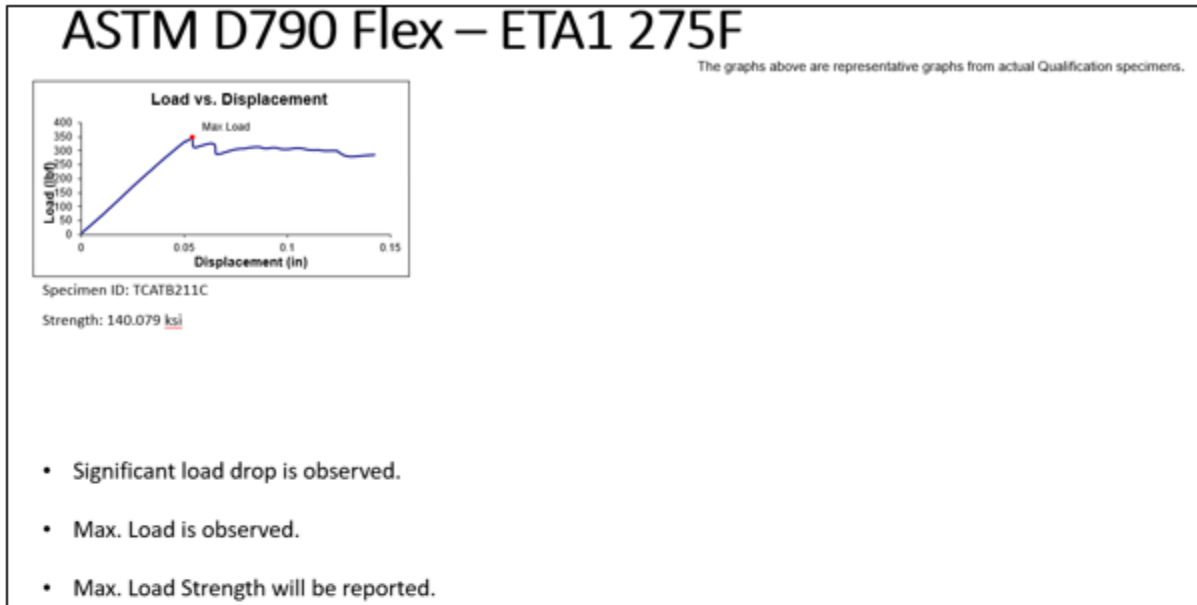 ASTM D790 Flex – ETA1 275F
The graphs above are representative graphs from actual Qualification specimens.
Load vs. Displacement
Max Load
Load (lbf)
400
350
300
250
200
150
100
50
0
0 0.05 0.1 0.15
Displacement (in)
Specimen ID: TCATB211C
Strength: 140.079 ksi
• Significant load drop is observed.
• Max. Load is observed.
• Max. Load Strength will be reported.